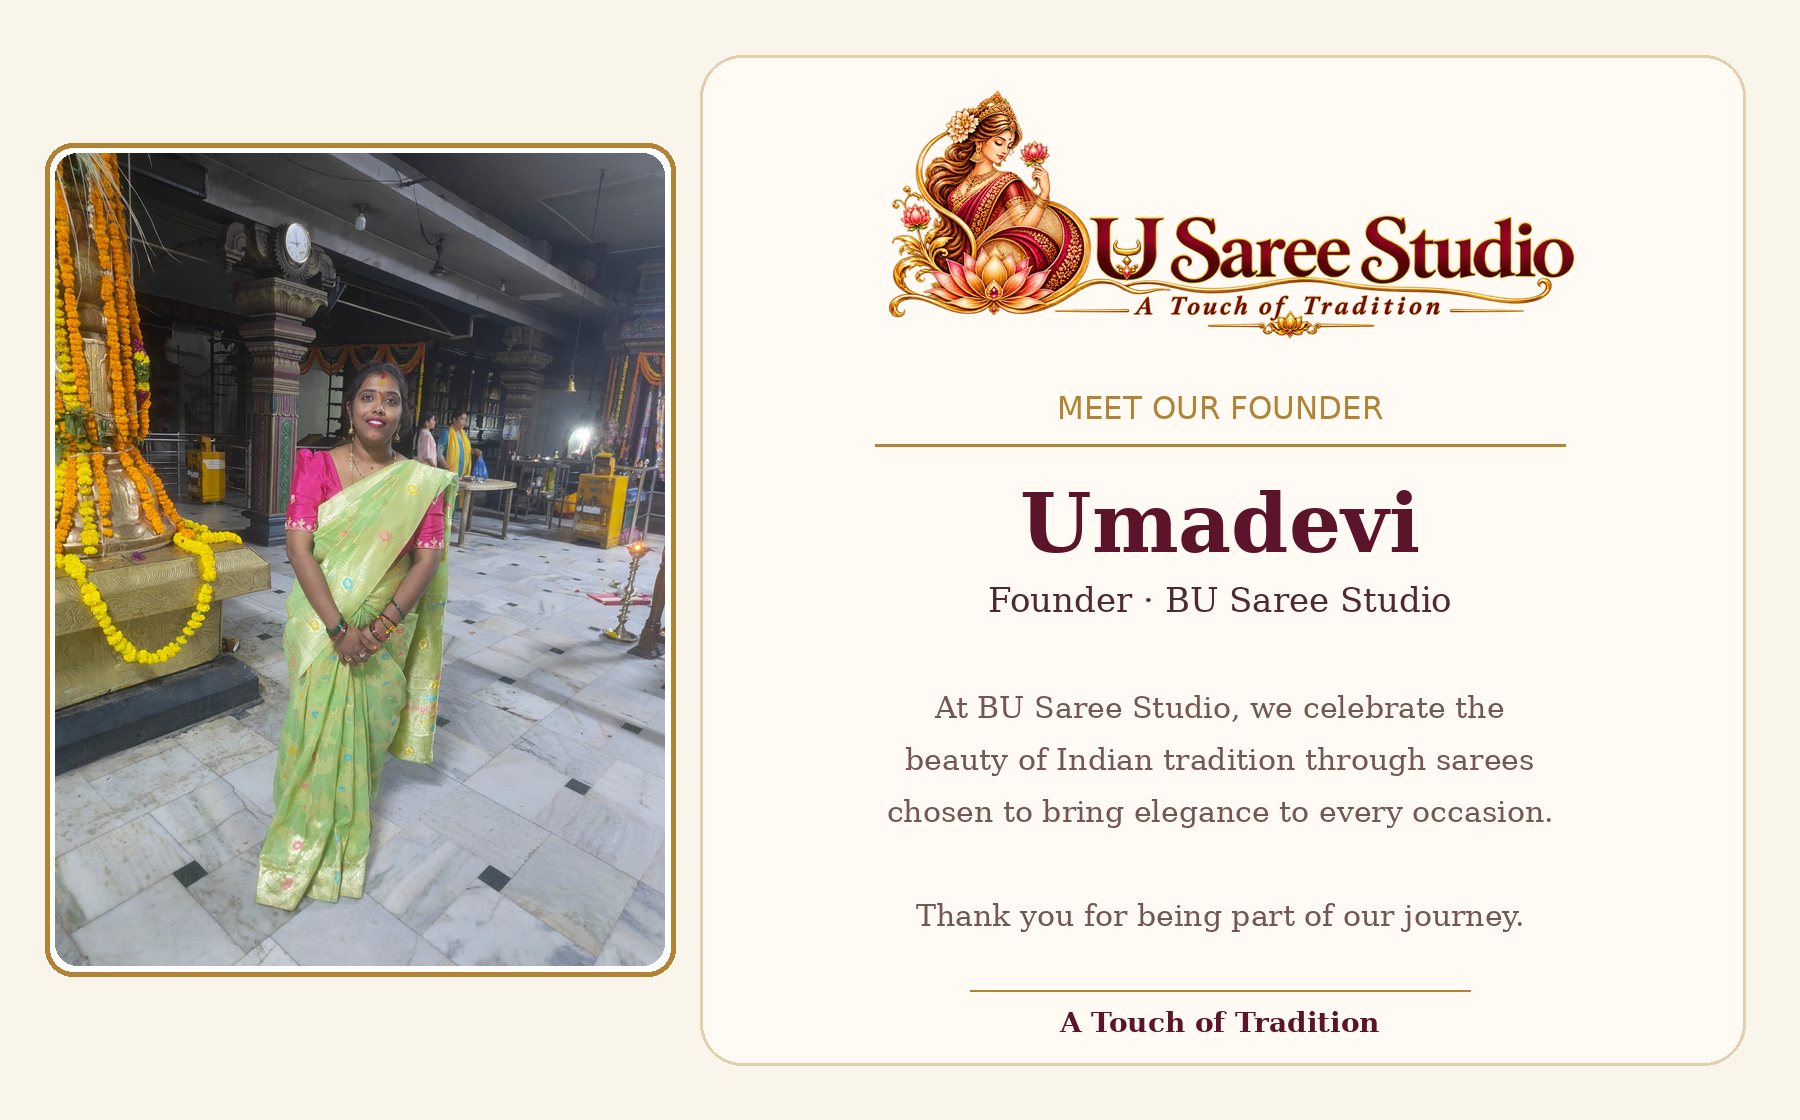 BU Saree Studio
A Touch of Tradition
MEET OUR FOUNDER
Umadevi
Founder · BU Saree Studio
At BU Saree Studio, we celebrate the
beauty of Indian tradition through sarees
chosen to bring elegance to every occasion.
Thank you for being part of our journey.
A Touch of Tradition